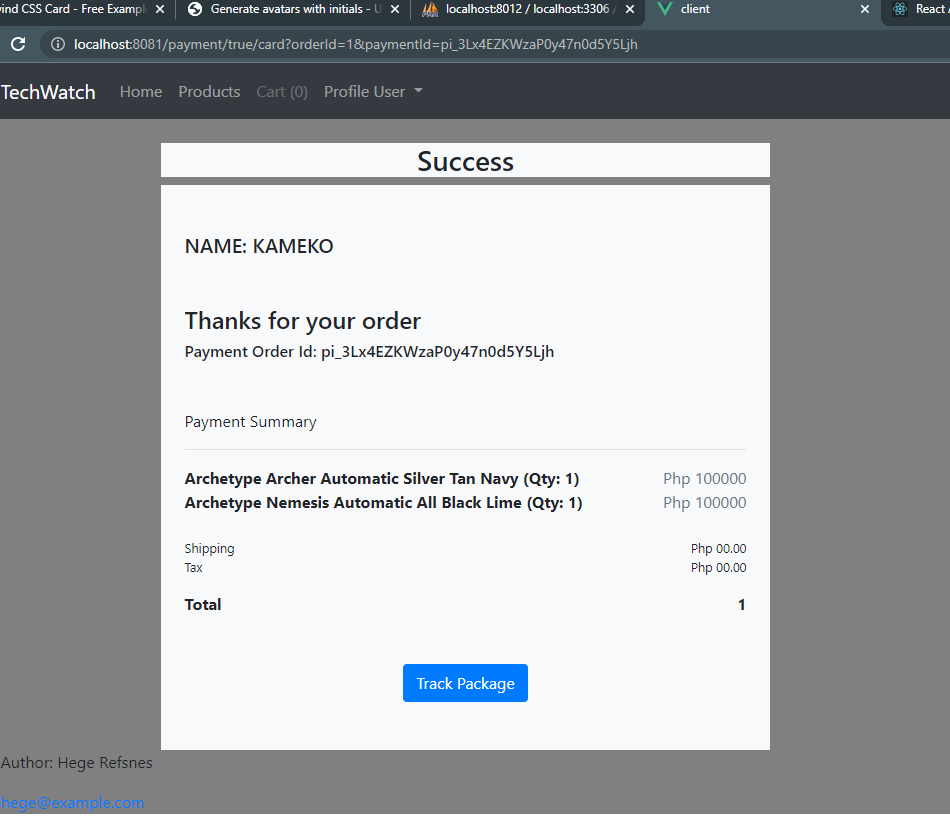 vind CSS Card - Free Exampl
Generate avatars with initials - U
localhost:8012 / localhost:3306 /
client
React
localhost:8081/payment/true/card?orderId=1&paymentId=pi_3Lx4EZKWzaP0y47n0d5Y5Ljh
TechWatch Home Products Cart (0) Profile User
Success
NAME: KAMEKO
Thanks for your order
Payment Order Id: pi_3Lx4EZKWzaP0y47n0d5Y5Ljh
Payment Summary
Archetype Archer Automatic Silver Tan Navy (Qty: 1) Php 100000
Archetype Nemesis Automatic All Black Lime (Qty: 1) Php 100000
Shipping Php 00.00
Tax Php 00.00
Total 1
Track Package
Author: Hege Refsnes
hege@example.com